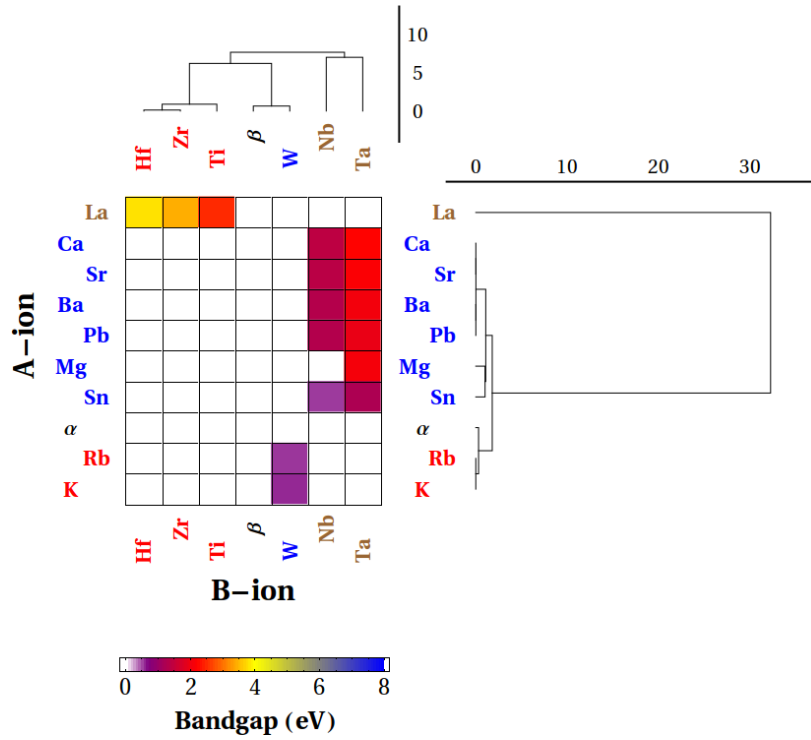 10
5
0
Hf Zr Ti β W Nb Ta
0 10 20 30
La La
Ca Ca
Sr Sr
Ba Ba
Pb Pb
Mg Mg
Sn Sn
α α
Rb Rb
K K
A−ion
Hf Zr Ti β W Nb Ta
B−ion
0 2 4 6 8
Bandgap (eV)